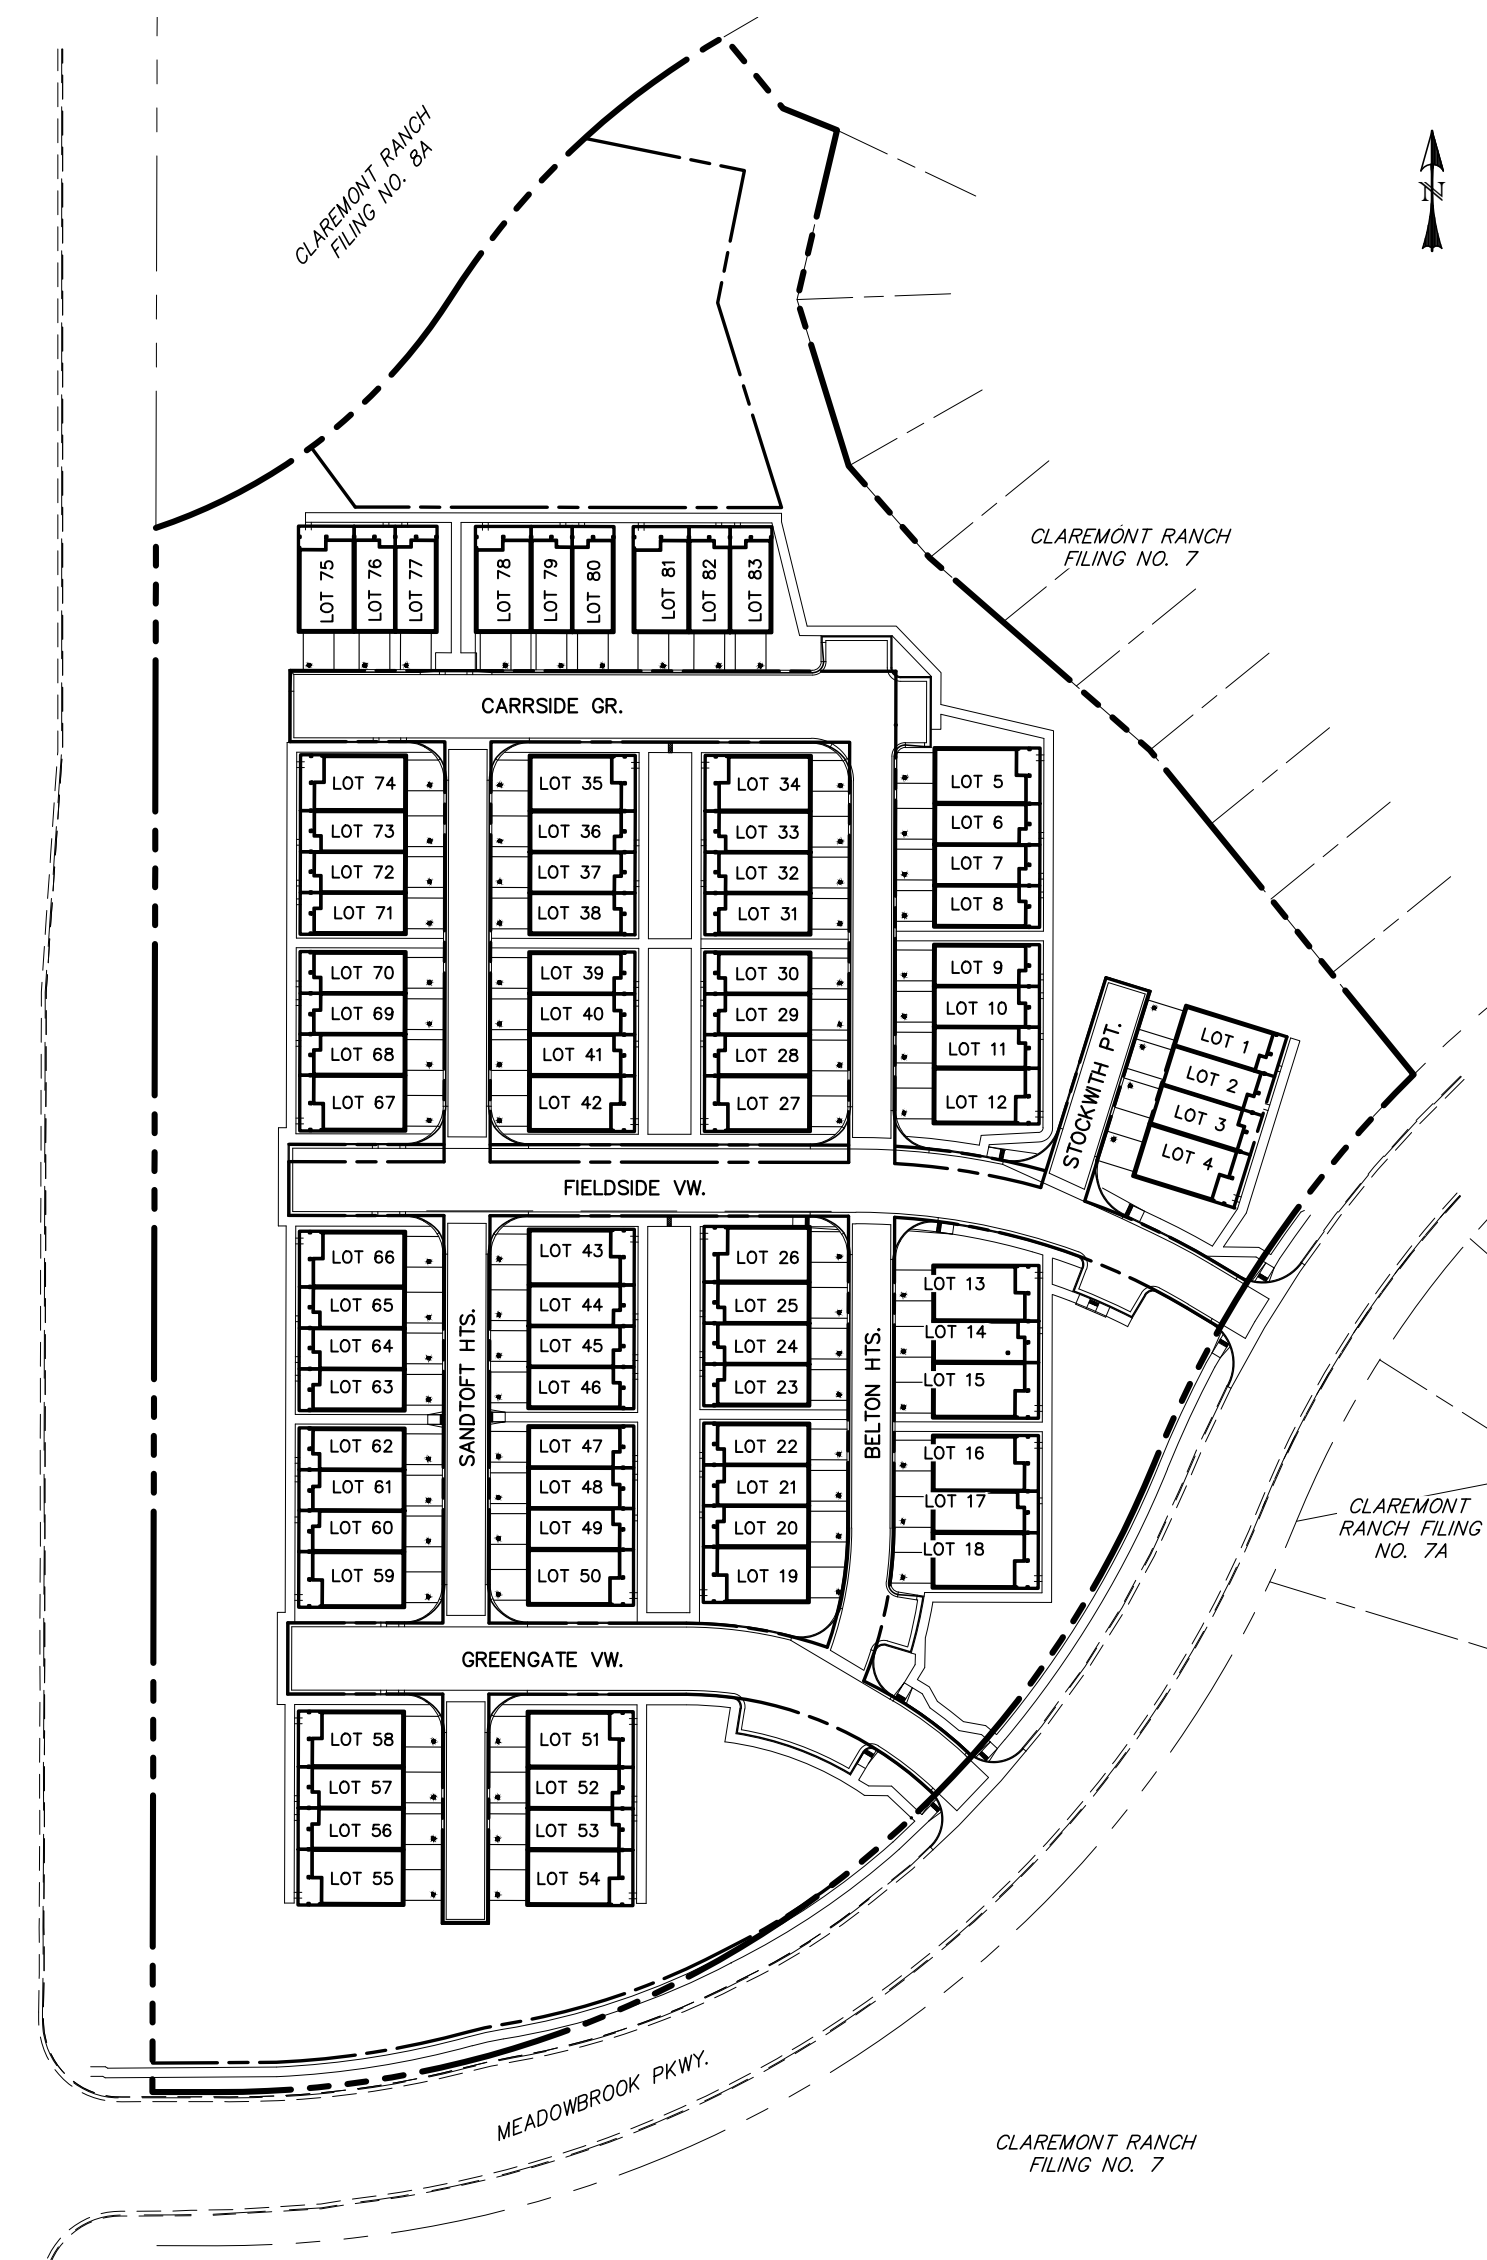 CLAREMONT RANCH
FILING NO. 8A
N
CLAREMONT RANCH
FILING NO. 7
LOT 75
LOT 76
LOT 77
LOT 78
LOT 79
LOT 80
LOT 81
LOT 82
LOT 83
CARRSIDE GR.
LOT 74
LOT 35
LOT 34
LOT 5
LOT 73
LOT 36
LOT 33
LOT 6
LOT 72
LOT 37
LOT 32
LOT 7
LOT 71
LOT 38
LOT 31
LOT 8
LOT 70
LOT 39
LOT 30
LOT 9
LOT 69
LOT 40
LOT 29
LOT 10
LOT 68
LOT 41
LOT 28
LOT 11
LOT 67
LOT 42
LOT 27
LOT 12
STOCKWITH PT.
LOT 1
LOT 2
LOT 3
LOT 4
FIELDSIDE VW.
LOT 66
LOT 43
LOT 26
LOT 13
LOT 65
LOT 44
LOT 25
LOT 14
LOT 64
LOT 45
LOT 24
LOT 15
LOT 63
LOT 46
LOT 23
SANDTOFT HTS.
BELTON HTS.
LOT 62
LOT 47
LOT 22
LOT 16
LOT 61
LOT 48
LOT 21
LOT 17
LOT 60
LOT 49
LOT 20
LOT 18
LOT 59
LOT 50
LOT 19
CLAREMONT
RANCH FILING
NO. 7A
GREENGATE VW.
LOT 58
LOT 51
LOT 57
LOT 52
LOT 56
LOT 53
LOT 55
LOT 54
MEADOWBROOK PKWY.
CLAREMONT RANCH
FILING NO. 7